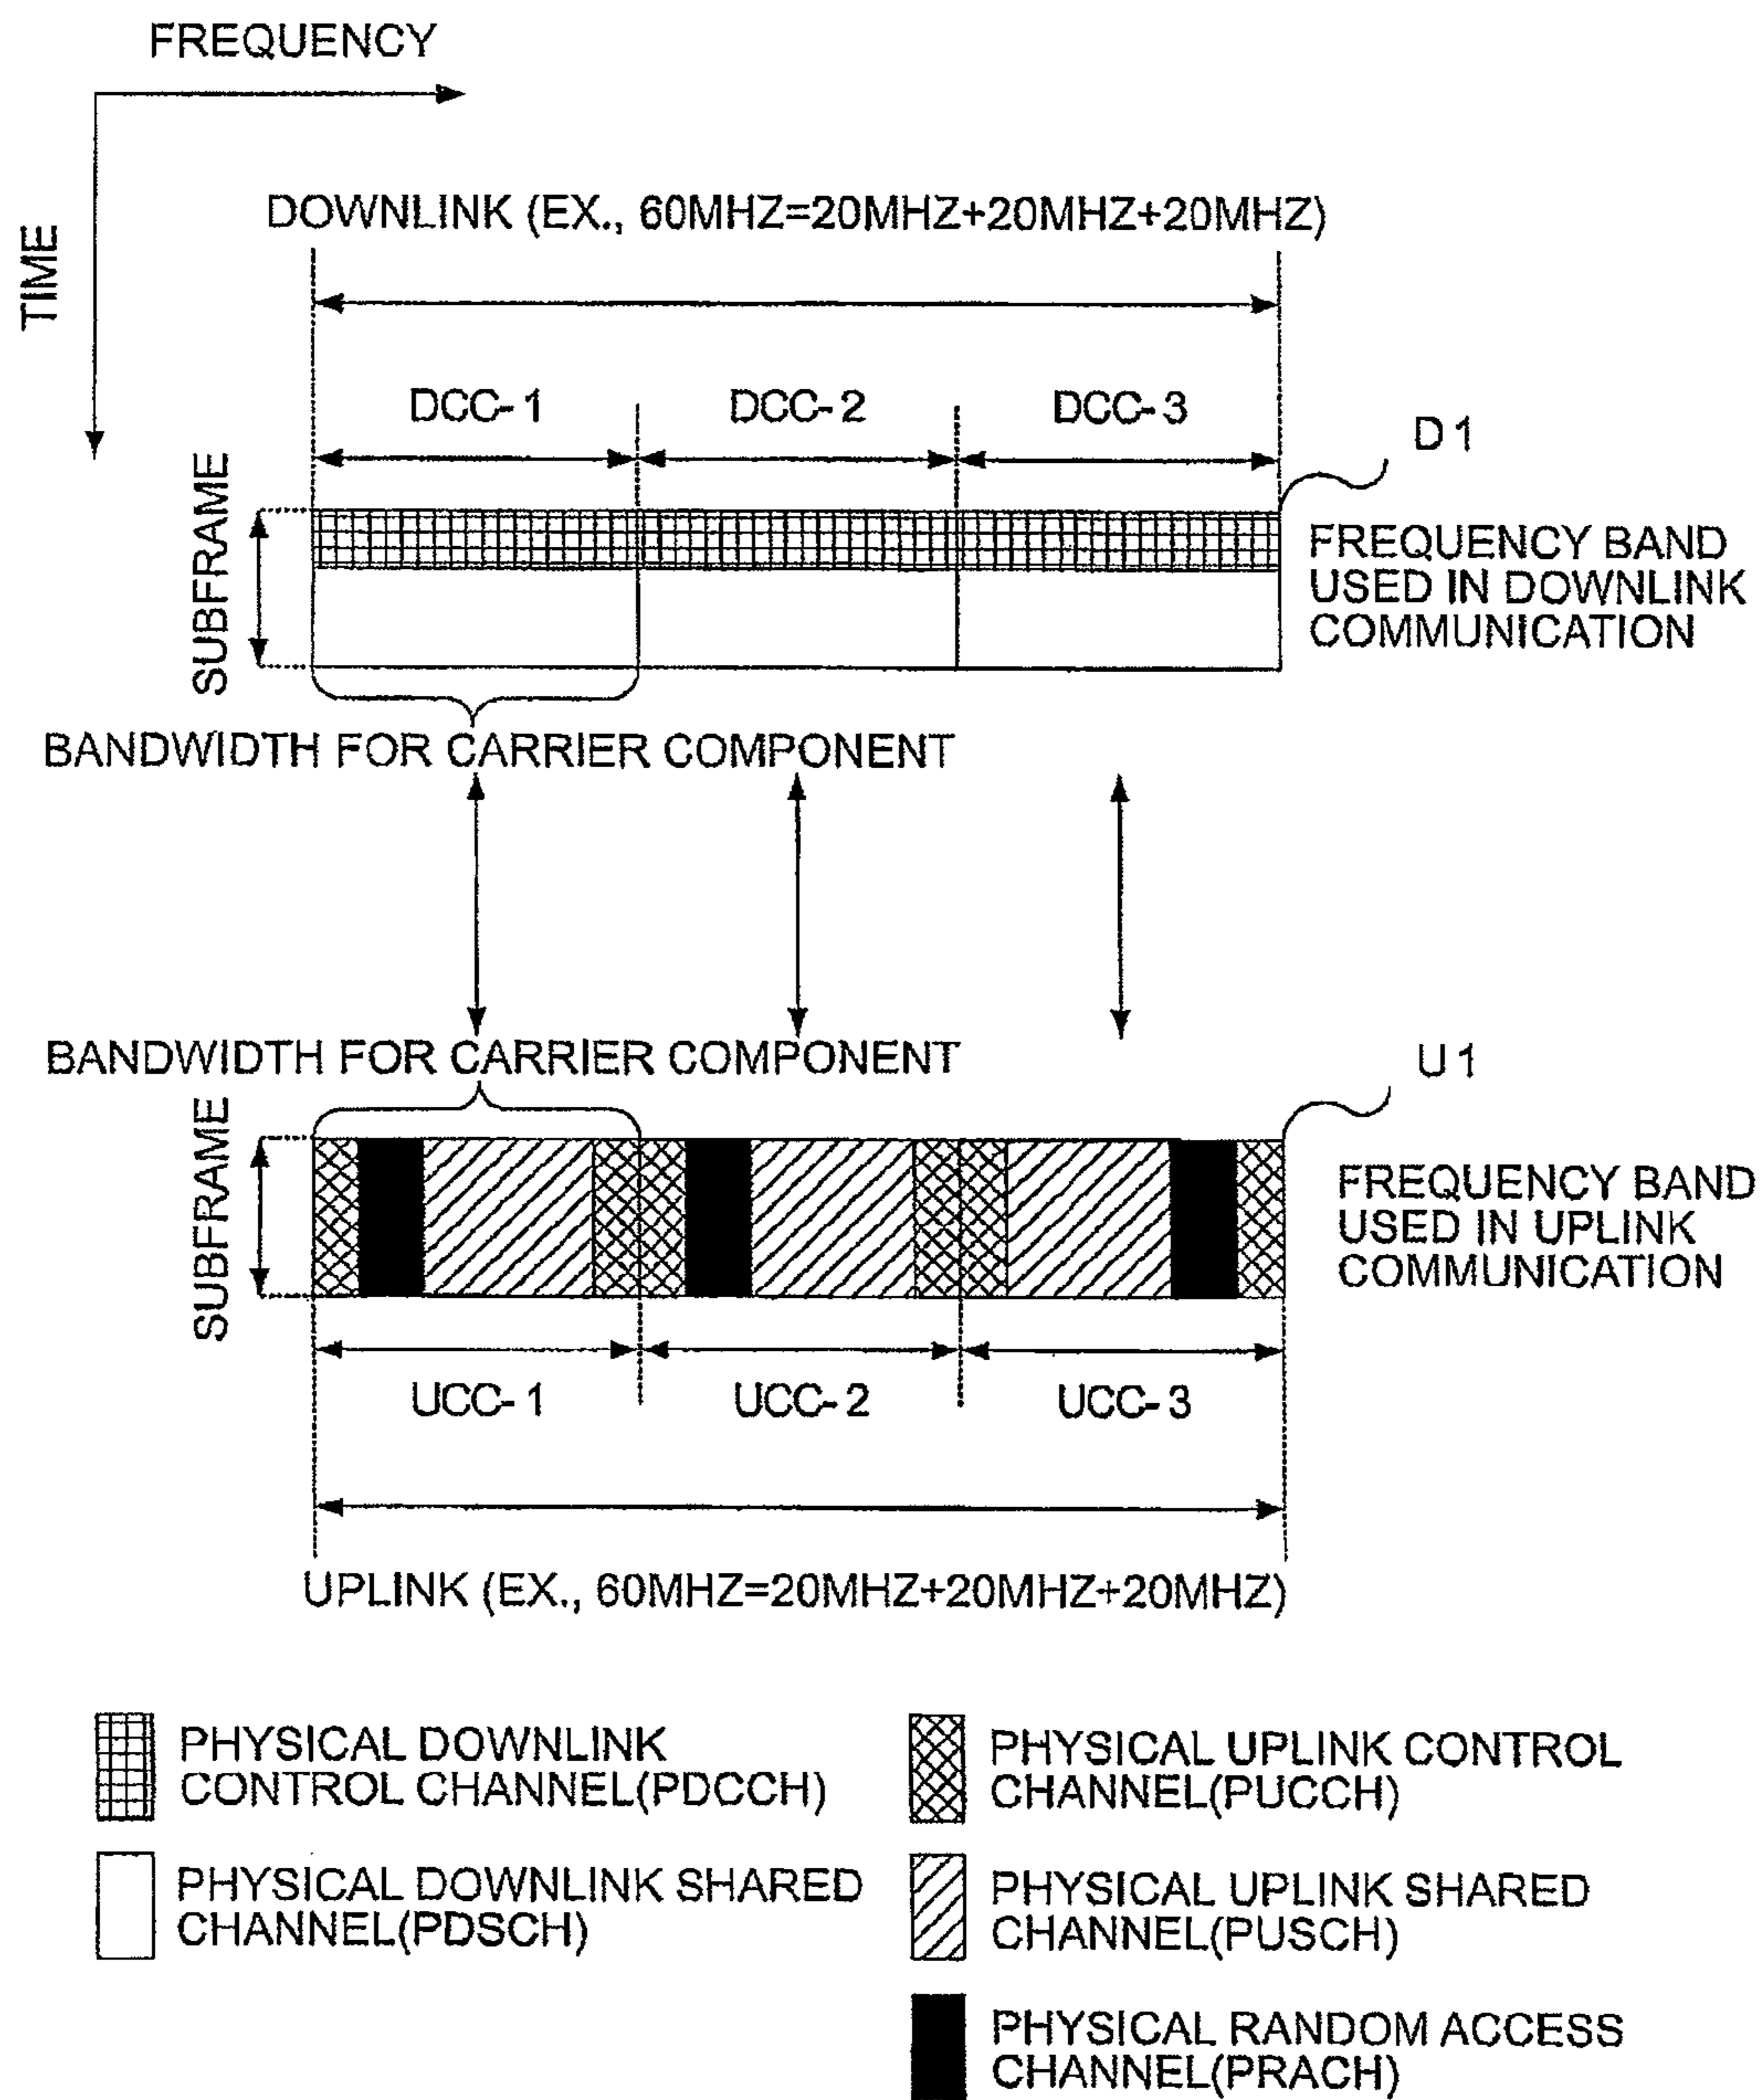 FREQUENCY
TIME
DOWNLINK (EX., 60MHZ=20MHZ+20MHZ+20MHZ)
DCC-1
DCC-2
DCC-3
D1
SUBFRAME
FREQUENCY BAND
USED IN DOWNLINK
COMMUNICATION
BANDWIDTH FOR CARRIER COMPONENT
BANDWIDTH FOR CARRIER COMPONENT
U1
SUBFRAME
FREQUENCY BAND
USED IN UPLINK
COMMUNICATION
UCC-1
UCC-2
UCC-3
UPLINK (EX., 60MHZ=20MHZ+20MHZ+20MHZ)
PHYSICAL DOWNLINK
CONTROL CHANNEL(PDCCH)
PHYSICAL DOWNLINK SHARED
CHANNEL(PDSCH)
PHYSICAL UPLINK CONTROL
CHANNEL(PUCCH)
PHYSICAL UPLINK SHARED
CHANNEL(PUSCH)
PHYSICAL RANDOM ACCESS
CHANNEL(PRACH)